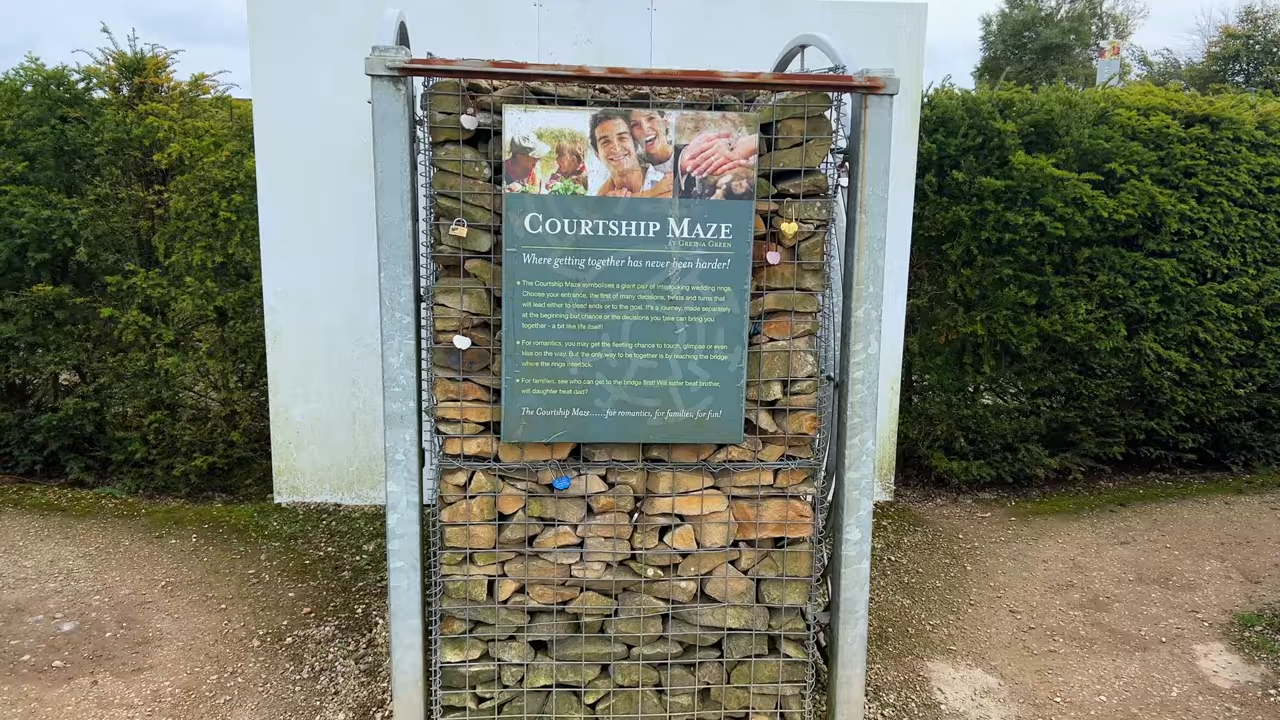 COURTSHIP MAZE
AT GRETNA GREEN
Where getting together has never been harder!
The Courtship Maze symbolises a giant pair of interlocking wedding rings.
Choose your entrance, the first of many decisions, twists and turns that
will lead either to dead ends or to the goal. It's a journey, made separately
at the beginning but chance or the decisions you take can bring you
together - a bit like life itself!
For romantics, you may get the fleeting chance to touch, glimpse or even
kiss on the way. But the only way to be together is by reaching the bridge
where the rings interlock.
For families, see who can get to the bridge first! Will sister beat brother,
will daughter beat dad?
The Courtship Maze......for romantics, for families, for fun!